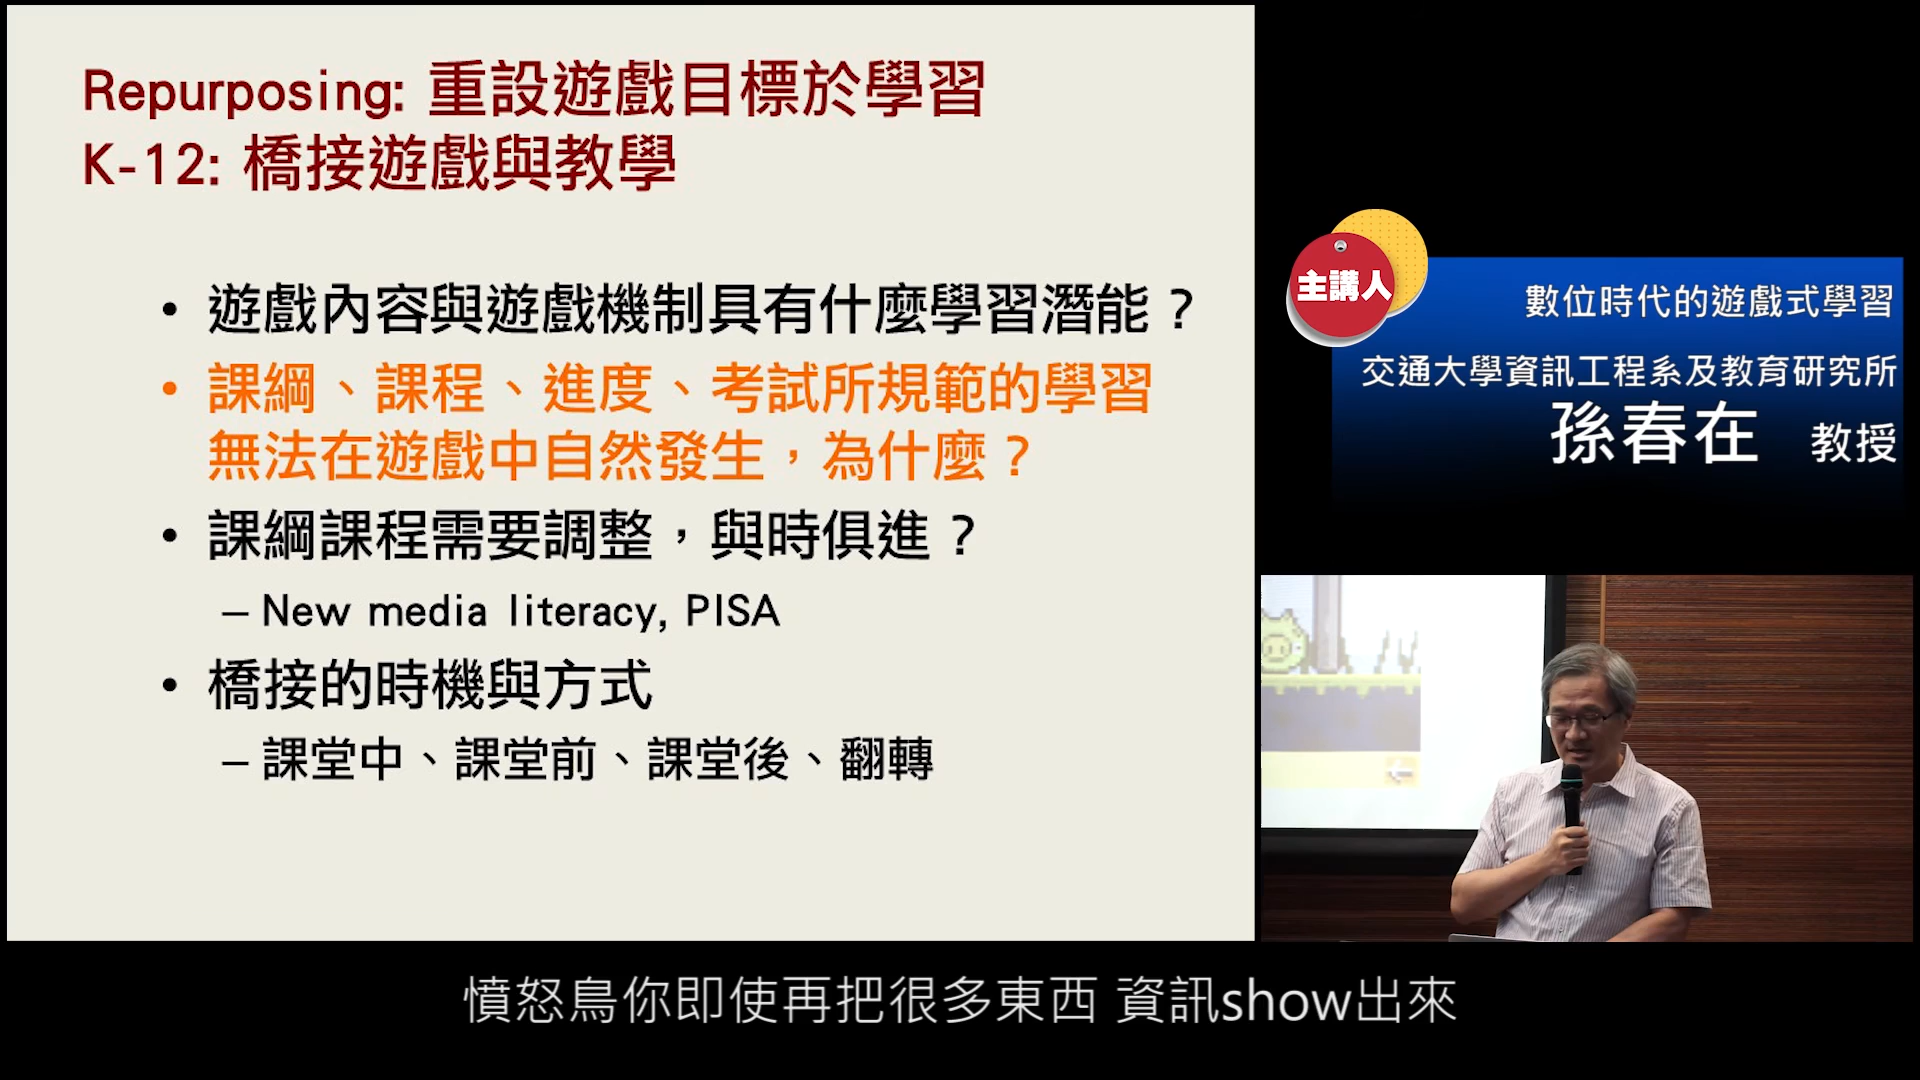 Repurposing: 重設遊戲目標於學習
K-12: 橋接遊戲與教學
• 遊戲內容與遊戲機制具有什麼學習潛能？
• 課綱、課程、進度、考試所規範的學習
無法在遊戲中自然發生，為什麼？
• 課綱課程需要調整，與時俱進？
– New media literacy, PISA
• 橋接的時機與方式
– 課堂中、課堂前、課堂後、翻轉
主講人
數位時代的遊戲式學習
交通大學資訊工程系及教育研究所
孫春在 教授
憤怒鳥你即使再把很多東西 資訊show出來